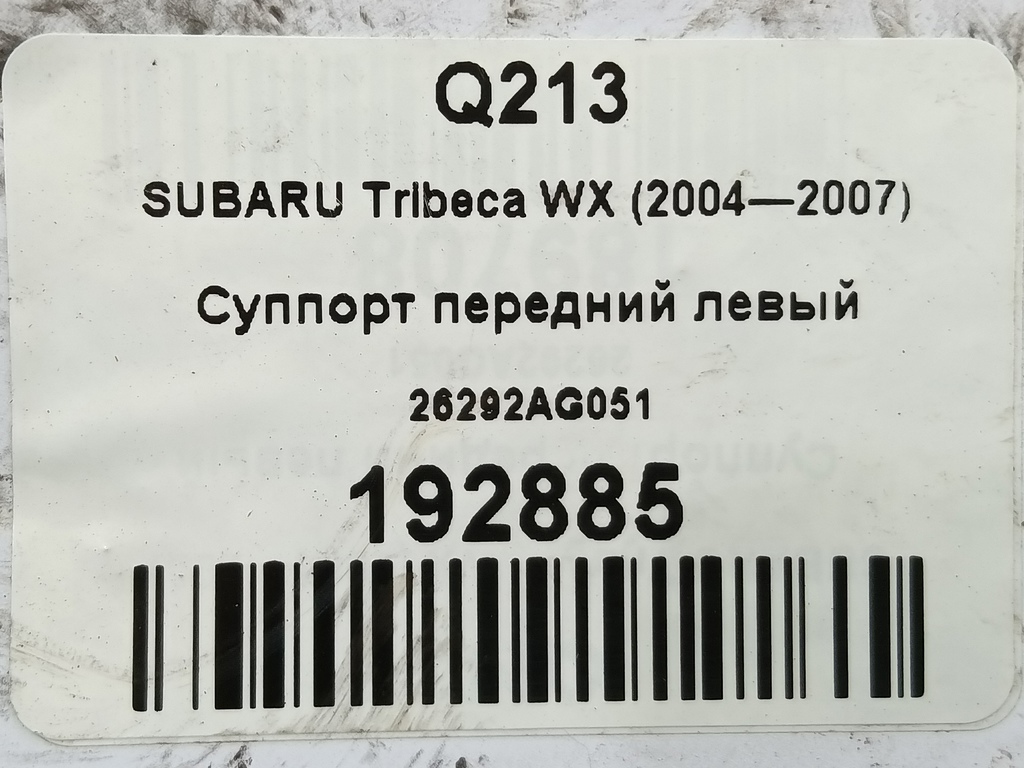 Q213
SUBARU Tribeca WX (2004—2007)
Суппорт передний левый
26292AG051
192885